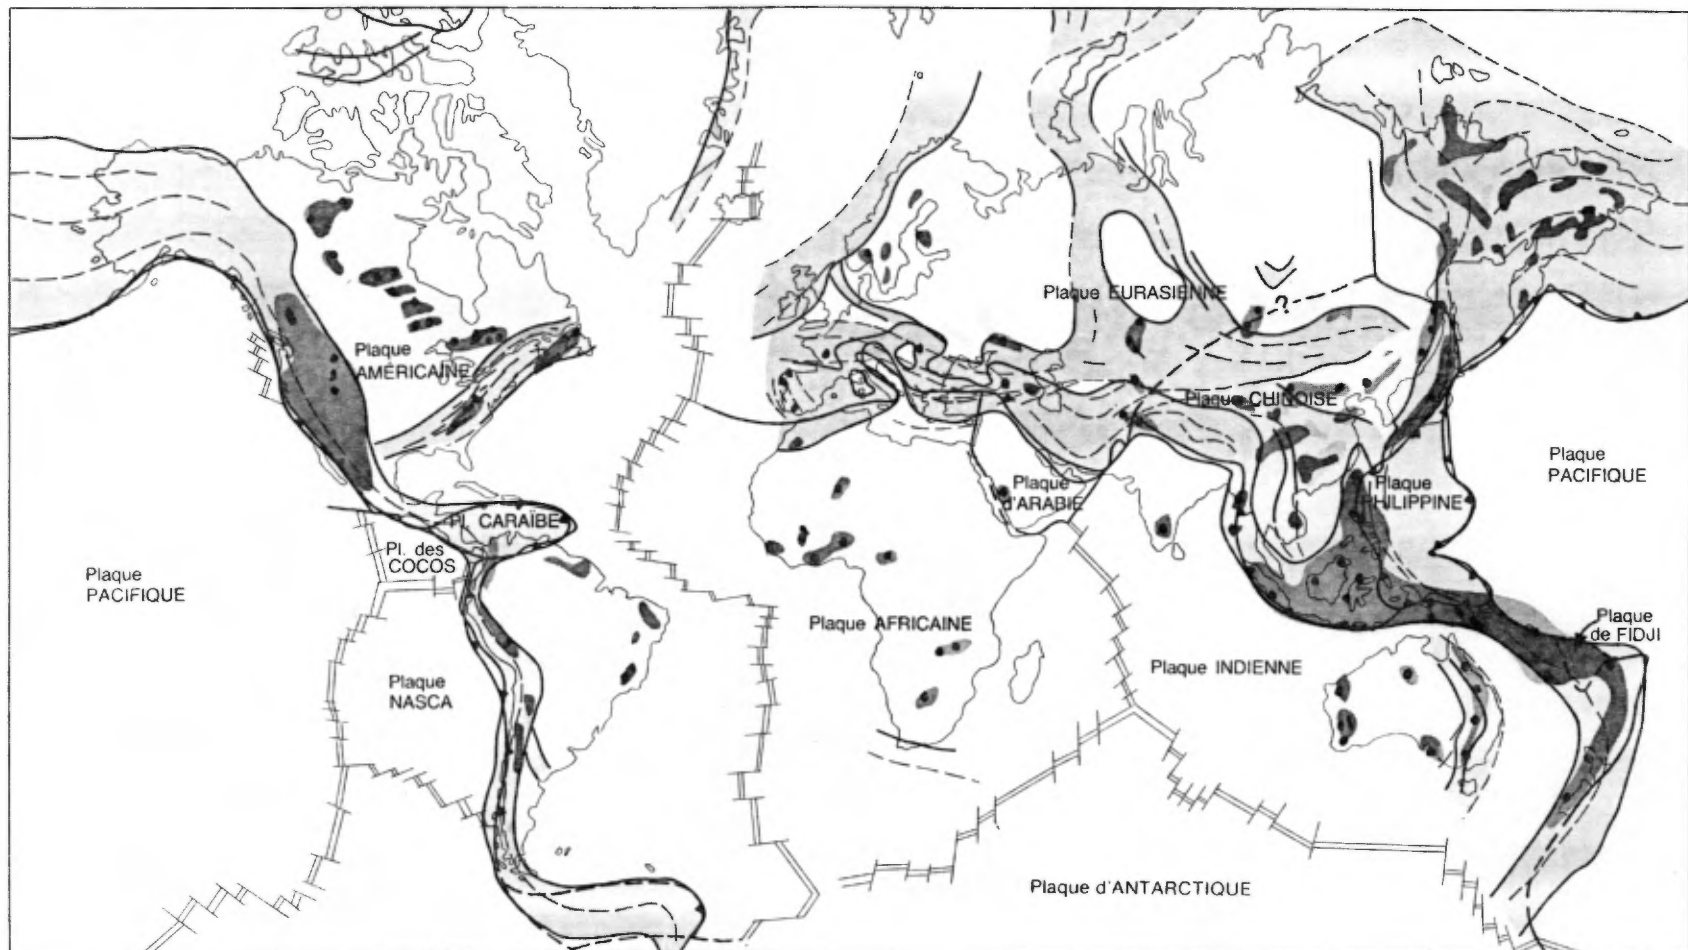 Plaque EURASIENNE
?
Plaque
AMÉRICAINE
Plaque CHINOISE
Plaque
PACIFIQUE
Plaque
d'ARABIE
Plaque
PHILIPPINE
Pl. CARAÏBE
Pl. des
COCOS
Plaque
PACIFIQUE
Plaque AFRICAINE
Plaque
de FIDJI
Plaque INDIENNE
Plaque
NASCA
Plaque d'ANTARCTIQUE